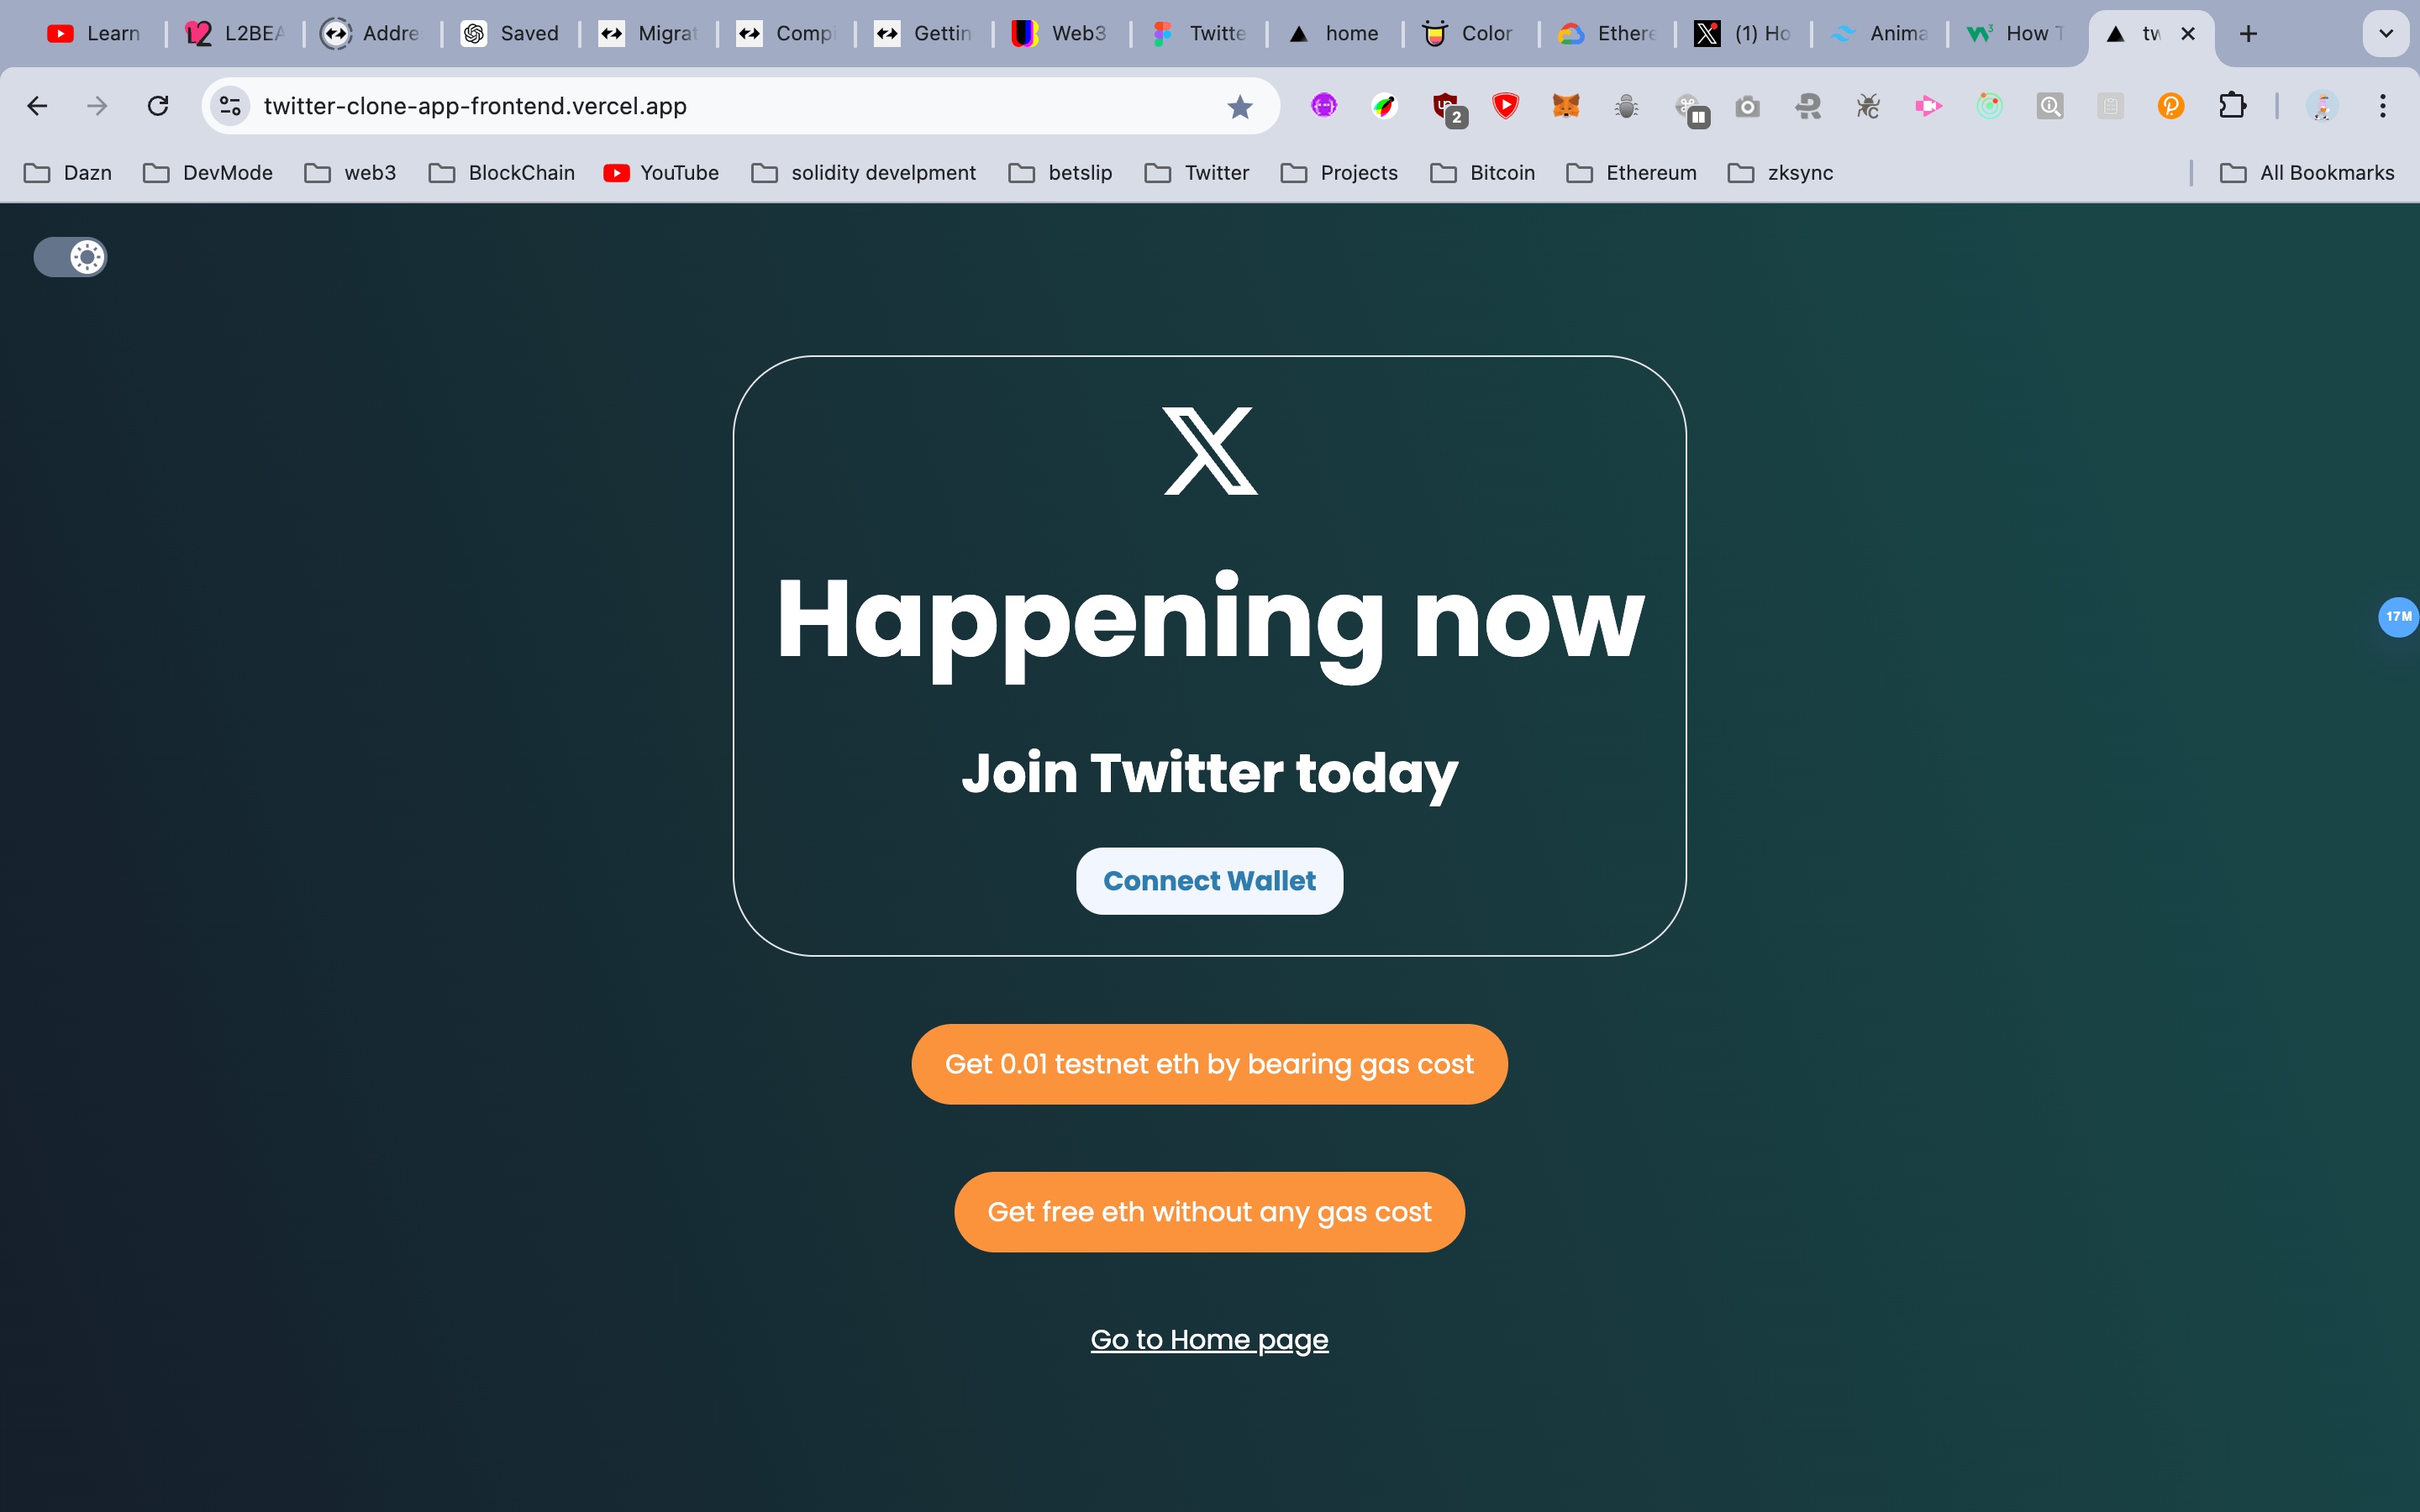 Learn
L2BEA
Addre
Saved
Migrat
Compi
Gettin
Web3
Twitte
home
Color
Ethere
(1) Ho
Anima
How T
tw
twitter-clone-app-frontend.vercel.app
2
Dazn
DevMode
web3
BlockChain
YouTube
solidity develpment
betslip
Twitter
Projects
Bitcoin
Ethereum
zksync
All Bookmarks
Happening now
17M
Join Twitter today
Connect Wallet
Get 0.01 testnet eth by bearing gas cost
Get free eth without any gas cost
Go to Home page